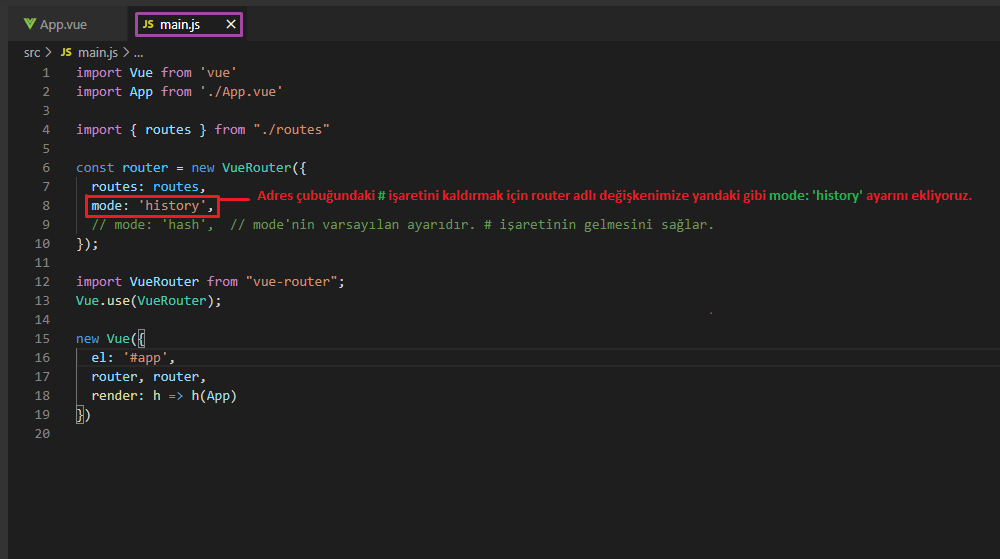 App.vue
JS main.js ×
src > JS main.js > ...
1 import Vue from 'vue'
2 import App from './App.vue'
3
4 import { routes } from "./routes"
5
6 const router = new VueRouter({
7 routes: routes,
8 mode: 'history', Adres çubuğundaki # işaretini kaldırmak için router adlı değişkenimize yandaki gibi mode: 'history' ayarını ekliyoruz.
9 // mode: 'hash', // mode'nin varsayılan ayarıdır. # işaretinin gelmesini sağlar.
10 });
11
12 import VueRouter from "vue-router";
13 Vue.use(VueRouter);
14
15 new Vue({
16 el: '#app',
17 router, router,
18 render: h => h(App)
19 })
20